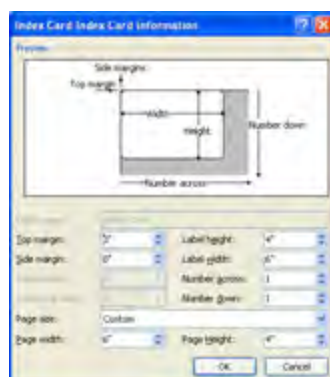 Index Card Index Card Information
Preview
Side margins
Top margin
Width
Height
Number down
Number across
Top margin: Label height: 4"
Side margin: 0" Label width: 6"
Number across: 1
Number down: 1
Page size: Custom
Page width: 6" Page height: 4"
OK Cancel